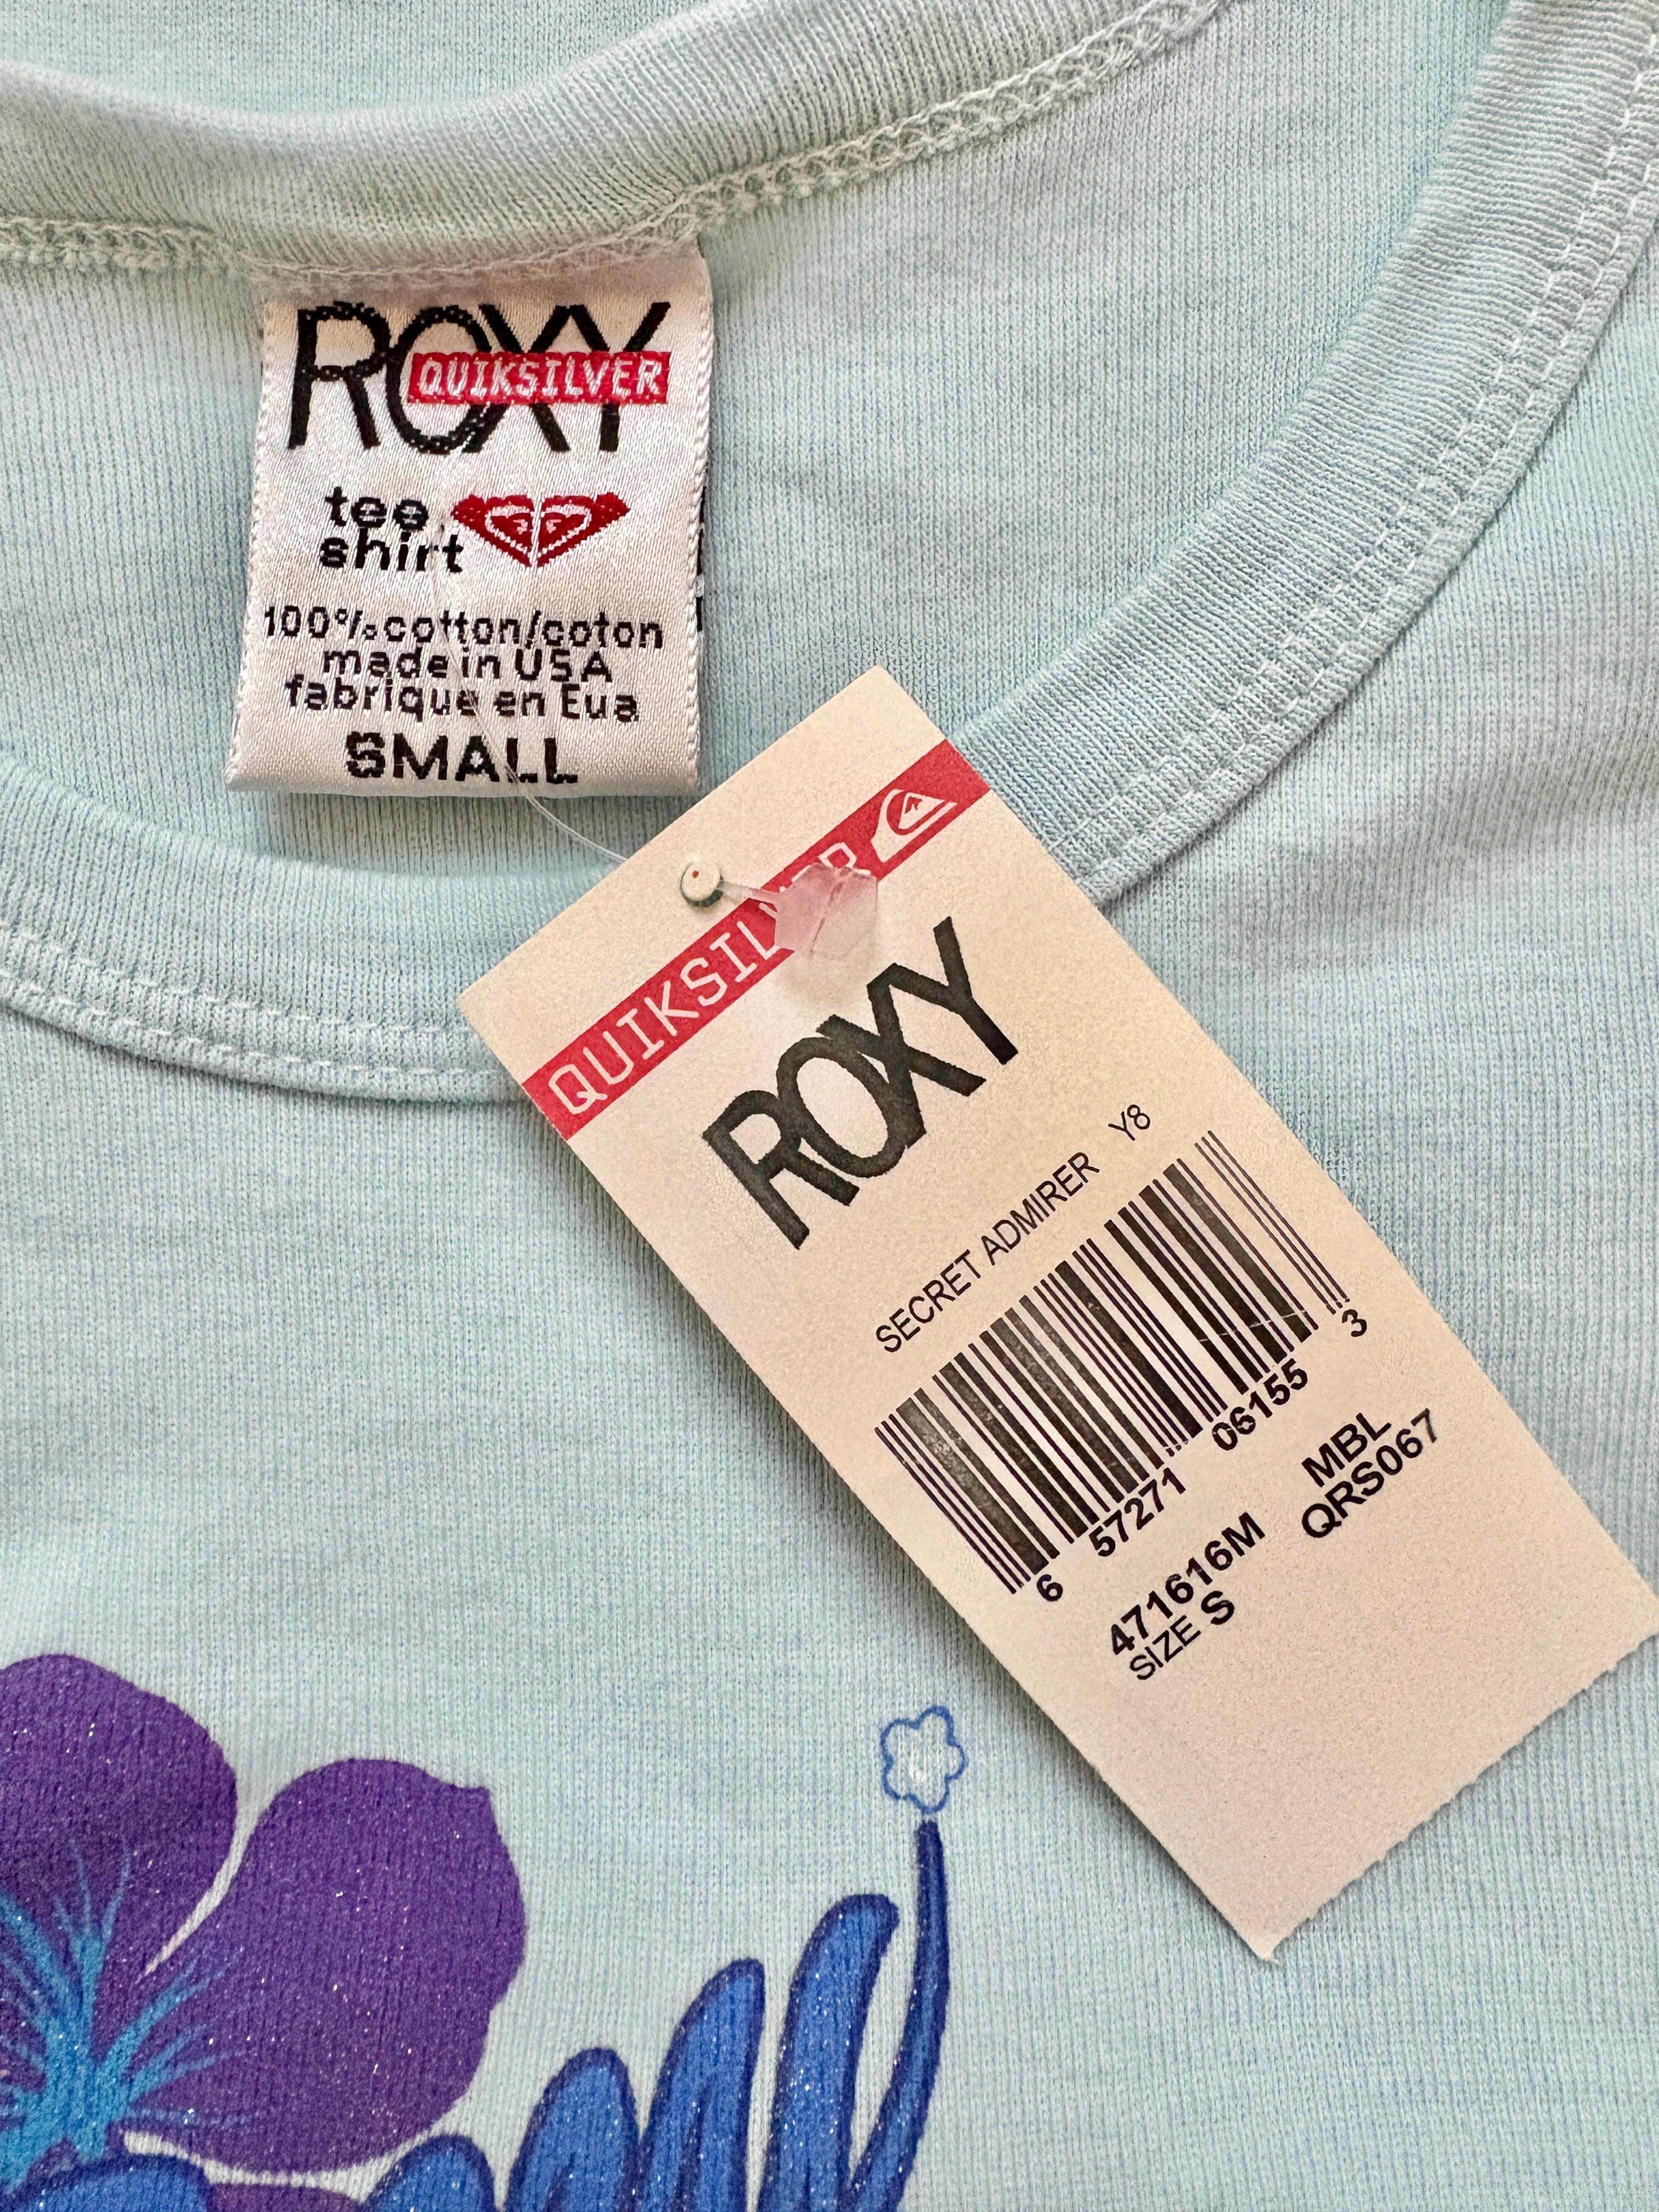 ROXY
QUIKSILVER
tee
shirt
100% cotton/coton
made in USA
fabrique en Eua
SMALL
QUIKSILVER
ROXY
SECRET ADMIRER Y8
6 57271 06155 3
MBL
471616M QRS067
SIZE S